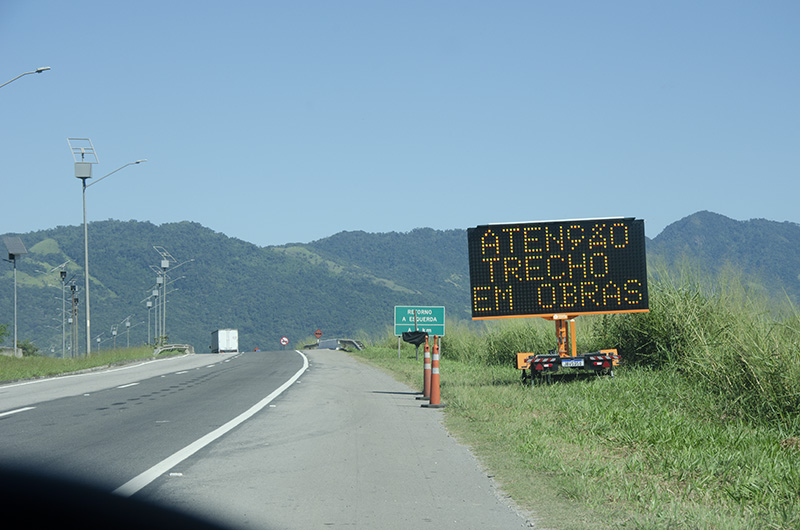 ATENÇÃO
TRECHO
EM OBRAS
RETORNO
A ESQUERDA